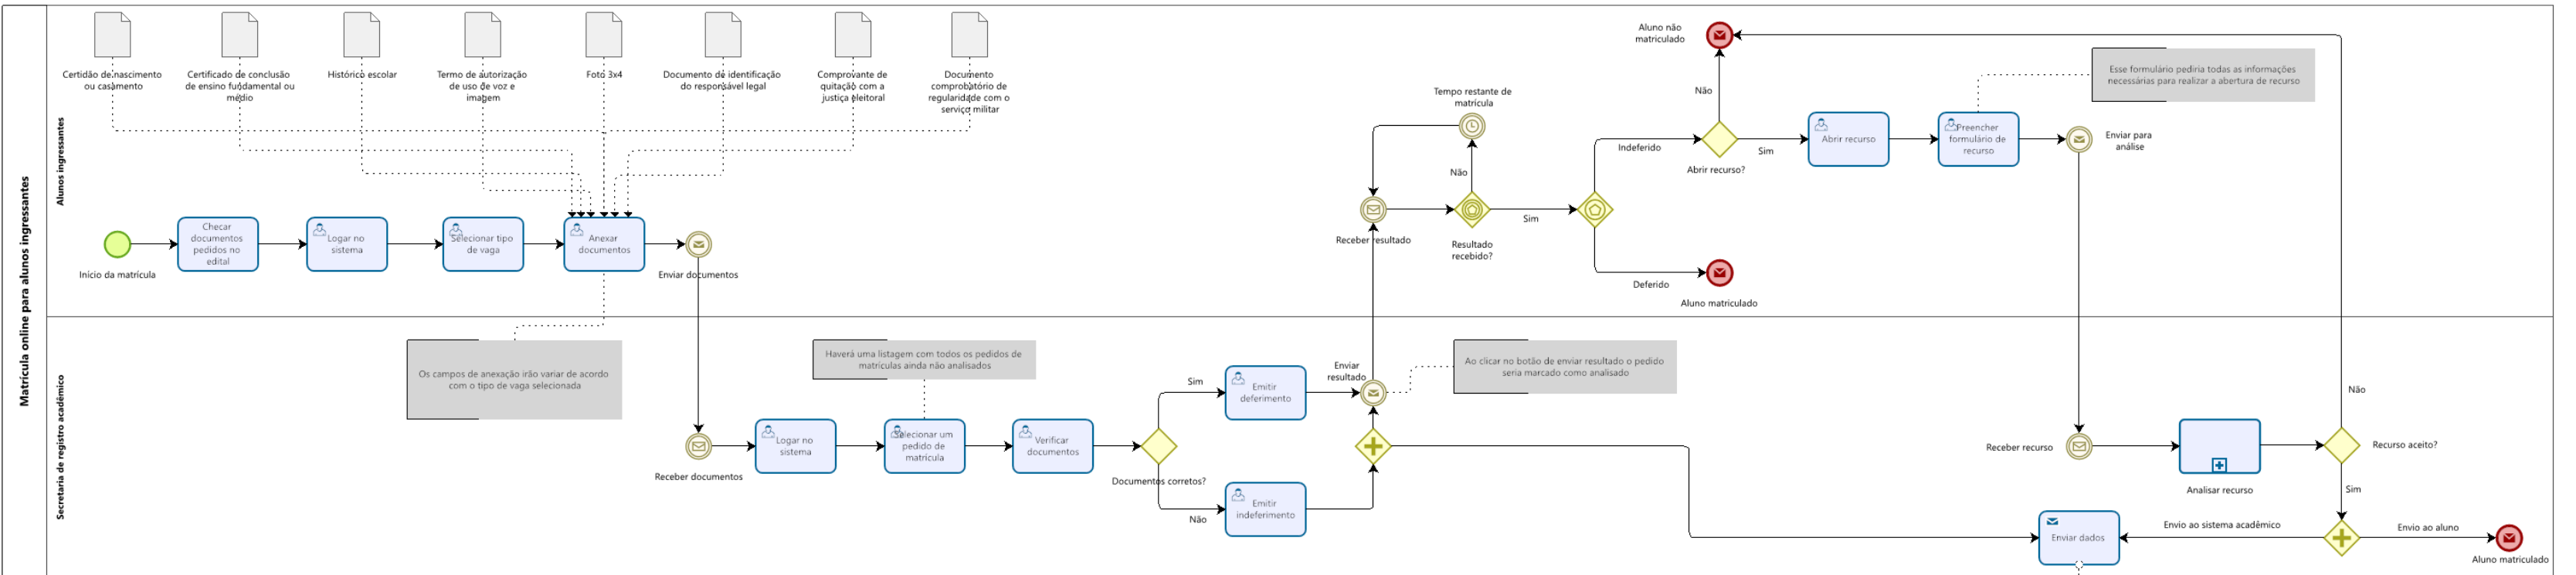 Matrícula online para alunos ingressantes
Alunos ingressantes
Certidão de nascimento
ou casamento
Certificado de conclusão
de ensino fundamental ou
médio
Histórico escolar
Termo de autorização
de uso de voz e
imagem
Foto 3x4
Documento de identificação
do responsável legal
Comprovante de
quitação com a
justiça eleitoral
Documento
comprobatório de
regularidade com o
serviço militar
Início da matrícula
Checar
documentos
pedidos no
edital
Logar no
sistema
Selecionar tipo
de vaga
Anexar
documentos
Enviar documentos
Receber resultado
Tempo restante de
matrícula
Não
Resultado
recebido?
Sim
Indeferido
Deferido
Aluno matriculado
Aluno não
matriculado
Não
Abrir recurso?
Sim
Abrir recurso
Preencher
formulário de
recurso
Esse formulário pediria todas as informações
necessárias para realizar a abertura de recurso
Enviar para
análise
Secretaria de registro acadêmico
Os campos de anexação irão variar de acordo
com o tipo de vaga selecionada
Receber documentos
Logar no
sistema
Haverá uma listagem com todos os pedidos de
matrículas ainda não analisados
Selecionar um
pedido de
matrícula
Verificar
documentos
Documentos corretos?
Sim
Não
Emitir
deferimento
Emitir
indeferimento
Enviar
resultado
Ao clicar no botão de enviar resultado o pedido
seria marcado como analisado
Receber recurso
Analisar recurso
Não
Recurso aceito?
Sim
Envio ao sistema acadêmico
Envio ao aluno
Enviar dados
Aluno matriculado